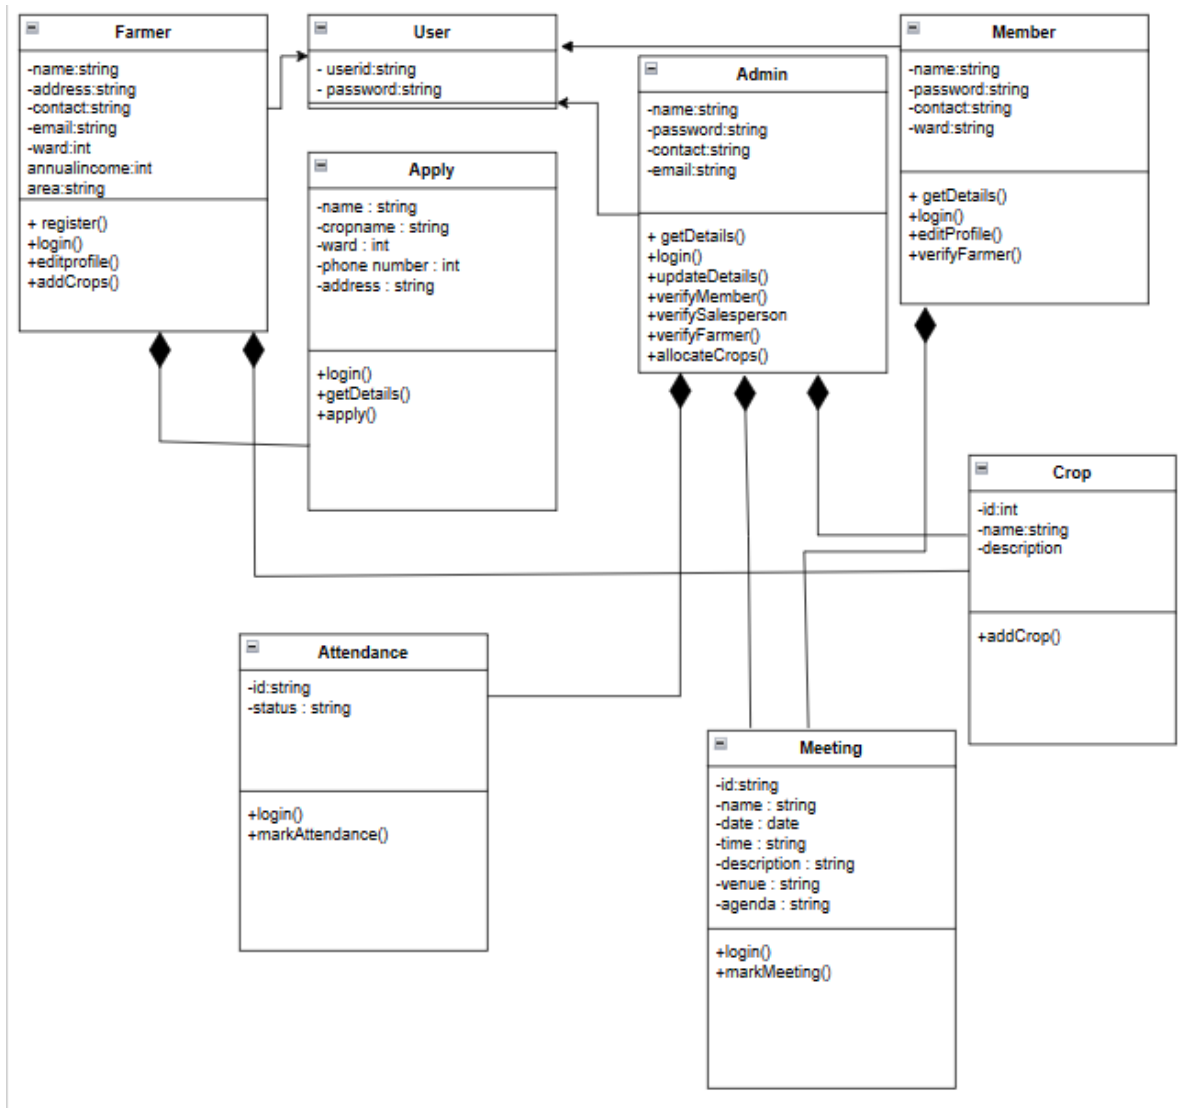 Farmer
-name:string
-address:string
-contact:string
-email:string
-ward:int
annualincome:int
area:string
+ register()
+login()
+editprofile()
+addCrops()
User
- userid:string
- password:string
Apply
-name : string
-cropname : string
-ward : int
-phone number : int
-address : string
+login()
+getDetails()
+apply()
Admin
-name:string
-password:string
-contact:string
-email:string
+ getDetails()
+login()
+updateDetails()
+verifyMember()
+verifySalesperson
+verifyFarmer()
+allocateCrops()
Member
-name:string
-password:string
-contact:string
-ward:string
+ getDetails()
+login()
+editProfile()
+verifyFarmer()
Crop
-id:int
-name:string
-description
+addCrop()
Attendance
-id:string
-status : string
+login()
+markAttendance()
Meeting
-id:string
-name : string
-date : date
-time : string
-description : string
-venue : string
-agenda : string
+login()
+markMeeting()